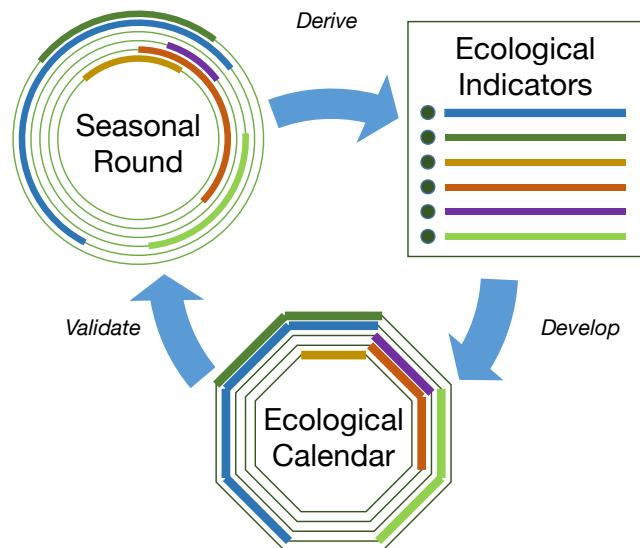 Derive
Ecological
Indicators
Seasonal
Round
Validate
Develop
Ecological
Calendar